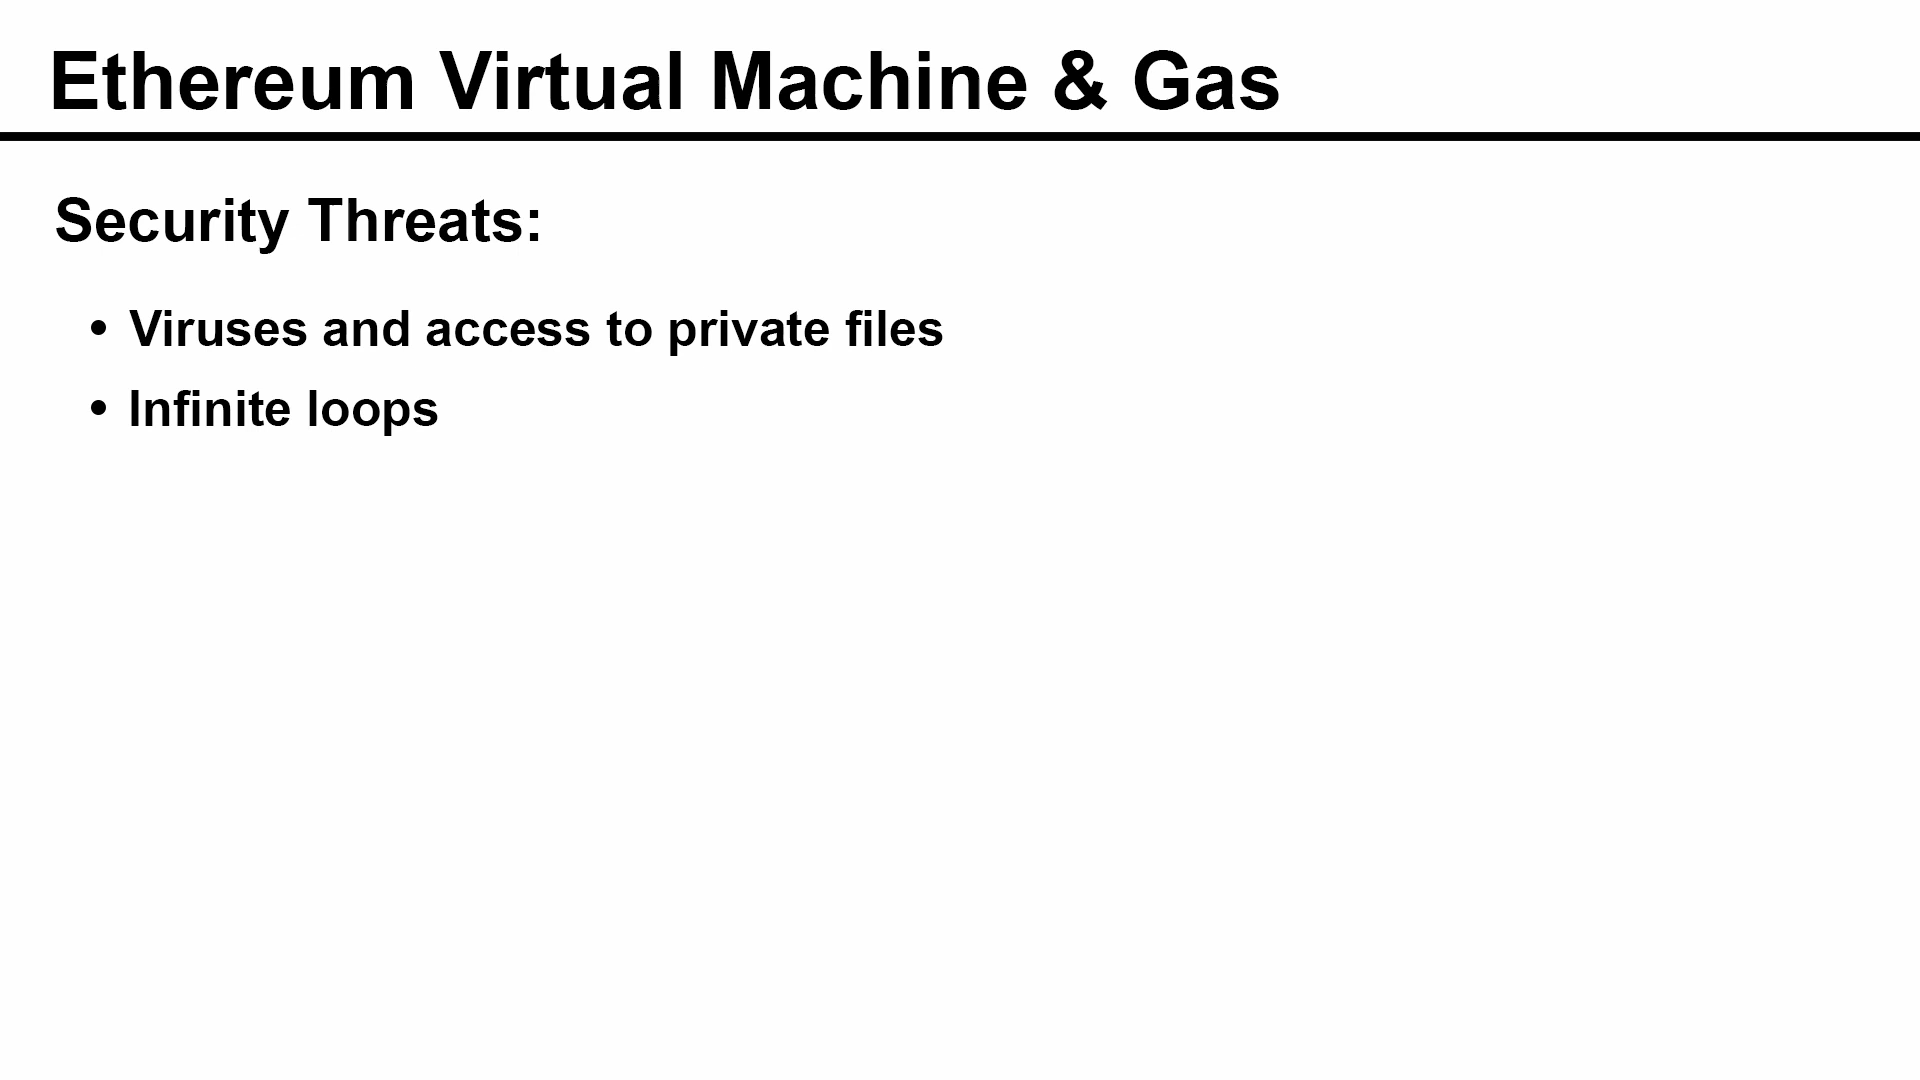 Ethereum Virtual Machine & Gas
Security Threats:
• Viruses and access to private files
• Infinite loops